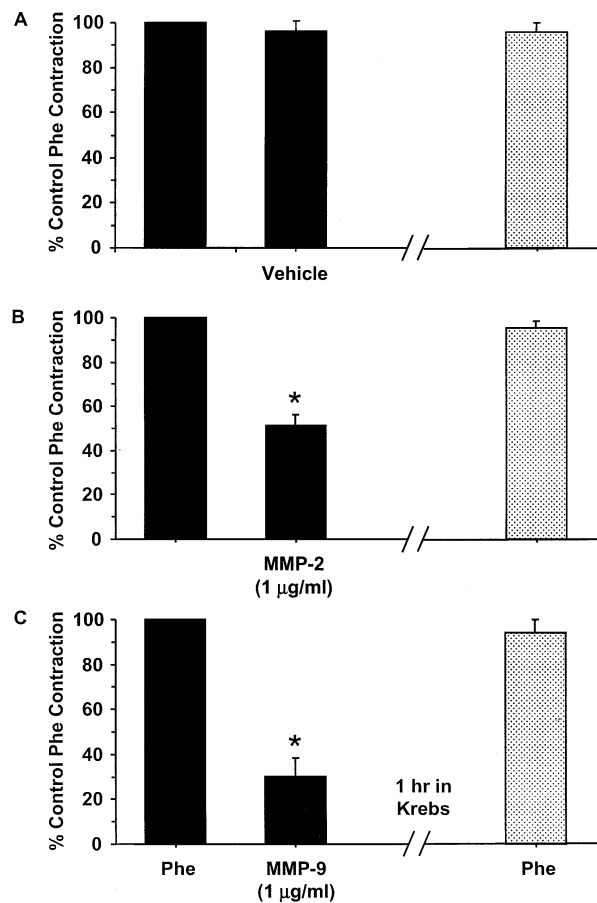 A
% Control Phe Contraction
100
80
60
40
20
0
Vehicle
B
% Control Phe Contraction
100
80
60
40
20
0
*
MMP-2
(1 μg/ml)
C
% Control Phe Contraction
100
80
60
40
20
0
*
1 hr in
Krebs
Phe
MMP-9
(1 μg/ml)
Phe